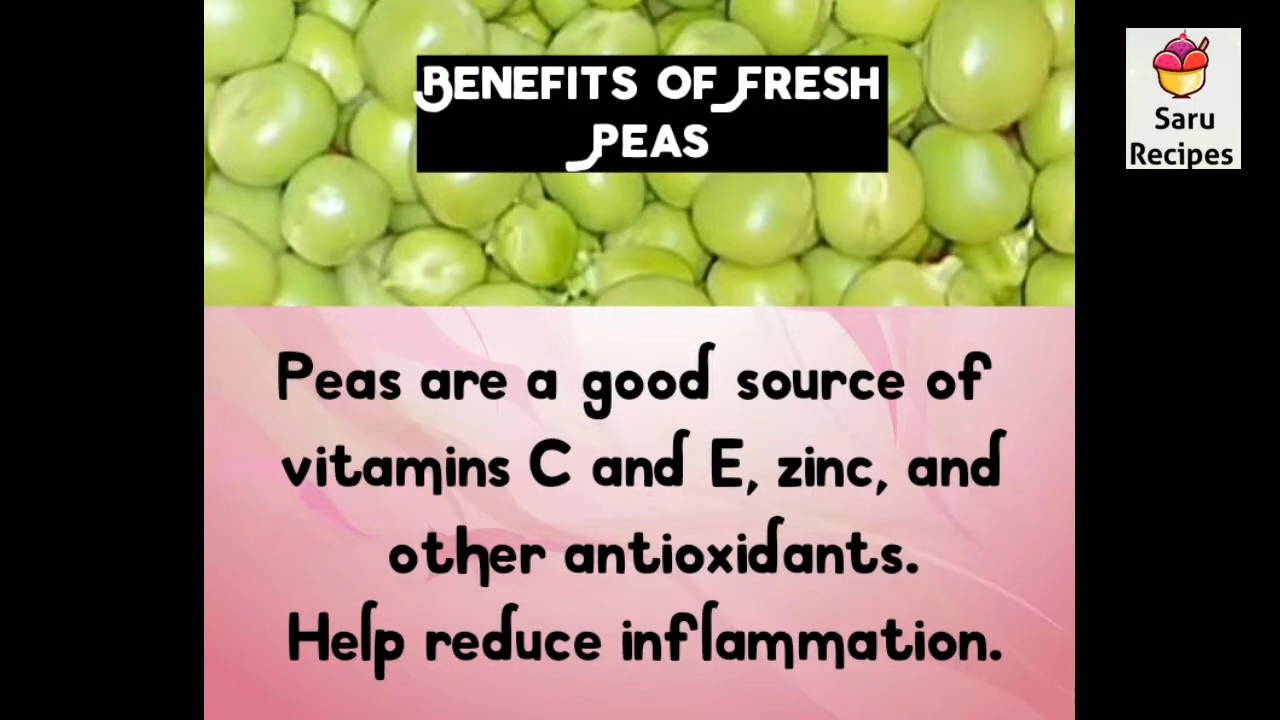 BENEFITS OF FRESH
PEAS
Saru
Recipes
Peas are a good source of
vitamins C and E, zinc, and
other antioxidants.
Help reduce inflammation.